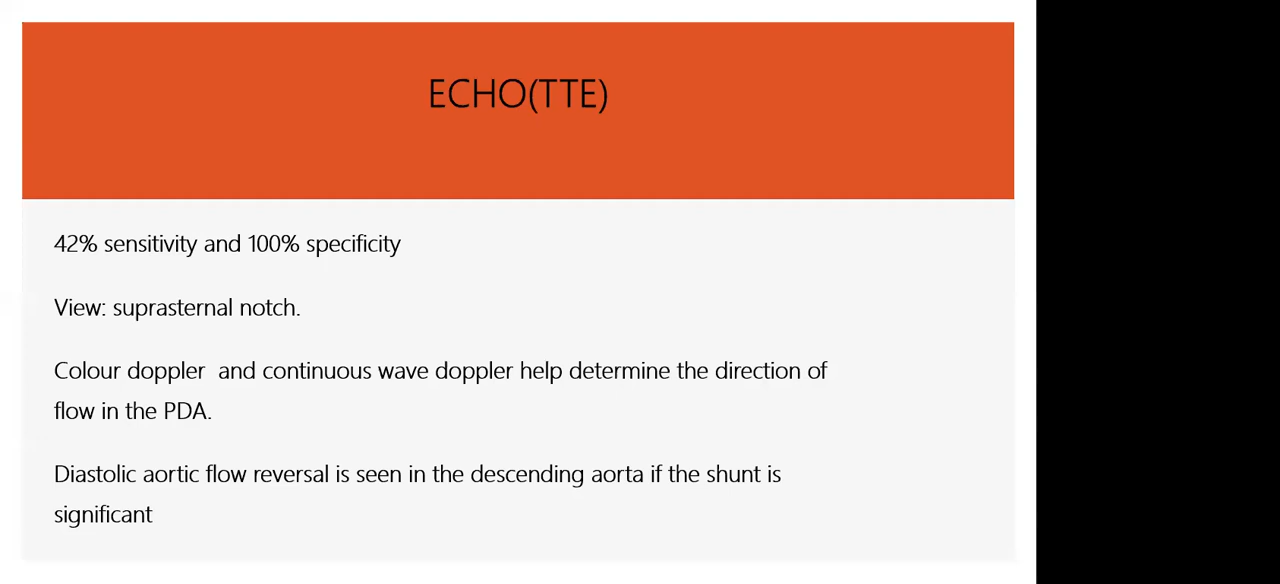 ECHO(TTE)
42% sensitivity and 100% specificity
View: suprasternal notch.
Colour doppler  and continuous wave doppler help determine the direction of
flow in the PDA.
Diastolic aortic flow reversal is seen in the descending aorta if the shunt is
significant